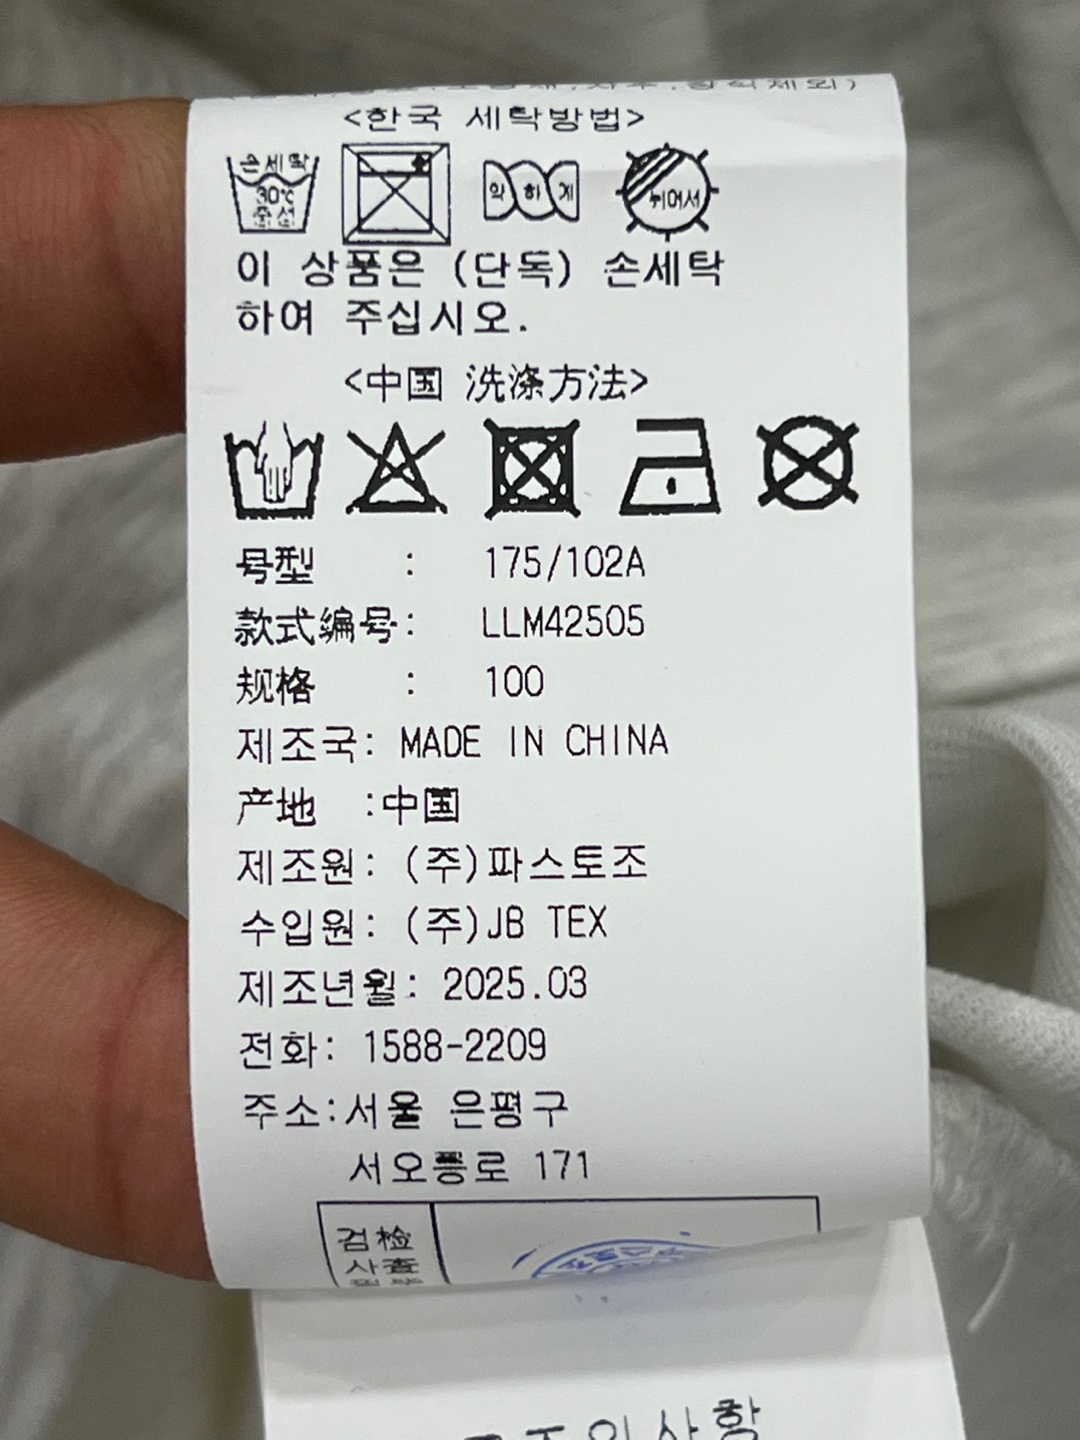 <한국 세탁방법>
손세탁
30℃
중성
약하게
뉘어서
이 상품은 (단독) 손세탁
하여 주십시오.
<中国 洗涤方法>
号型 : 175/102A
款式编号: LLM42505
规格 : 100
제조국: MADE IN CHINA
产地 :中国
제조원: (주)파스토조
수입원: (주)JB TEX
제조년월: 2025.03
전화: 1588-2209
주소:서울 은평구
서오릉로 171
검检
사查